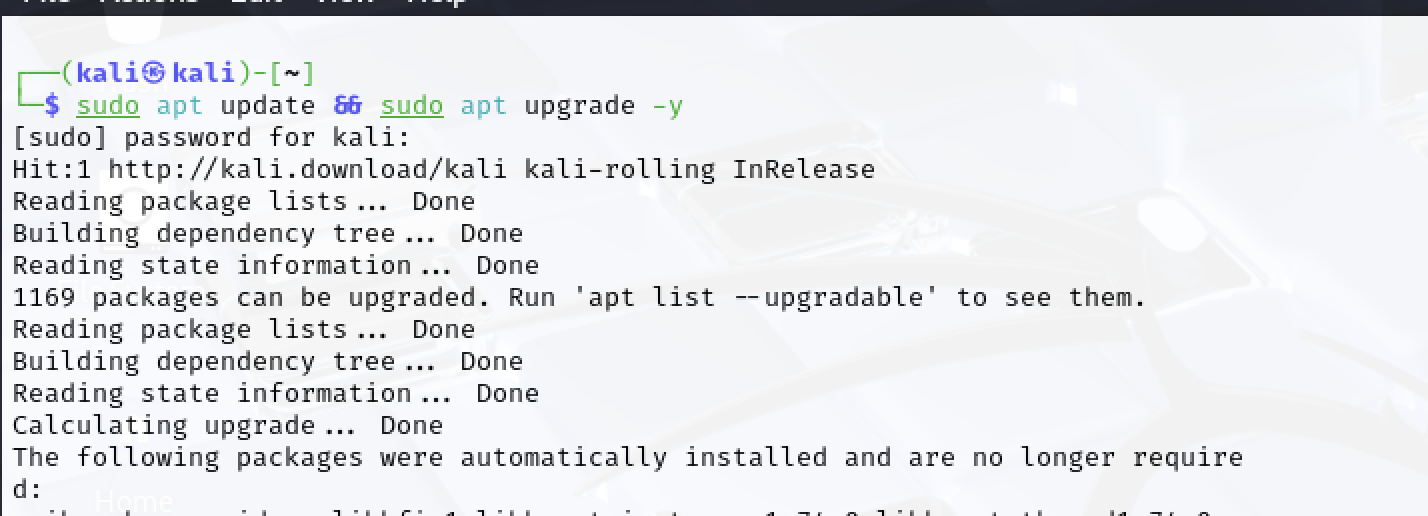 ┌──(kali㉿kali)-[~]
└─$ sudo apt update && sudo apt upgrade -y
[sudo] password for kali:
Hit:1 http://kali.download/kali kali-rolling InRelease
Reading package lists... Done
Building dependency tree... Done
Reading state information... Done
1169 packages can be upgraded. Run 'apt list --upgradable' to see them.
Reading package lists... Done
Building dependency tree... Done
Reading state information... Done
Calculating upgrade... Done
The following packages were automatically installed and are no longer require
d:
Home